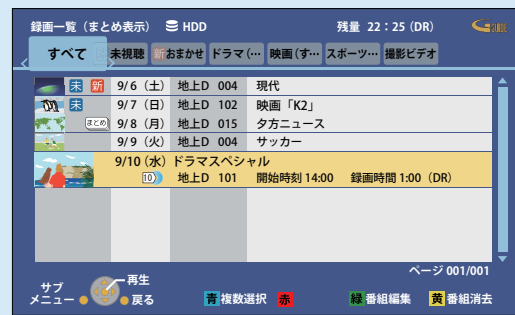 録画一覧（まとめ表示） HDD 残量 22：25 (DR) GUIDE
すべて 未視聴 新おまかせ ドラマ(… 映画(す… スポーツ… 撮影ビデオ
未 新 9/6（土） 地上D 004 現代
未 9/7（日） 地上D 102 映画「K2」
まとめ 9/8（月） 地上D 015 夕方ニュース
9/9（火） 地上D 004 サッカー
9/10（水）ドラマスペシャル
10 地上D 101 開始時刻 14:00 録画時間 1:00（DR）
ページ 001/001
サブメニュー 再生
戻る 青 複数選択 赤 緑 番組編集 黄 番組消去